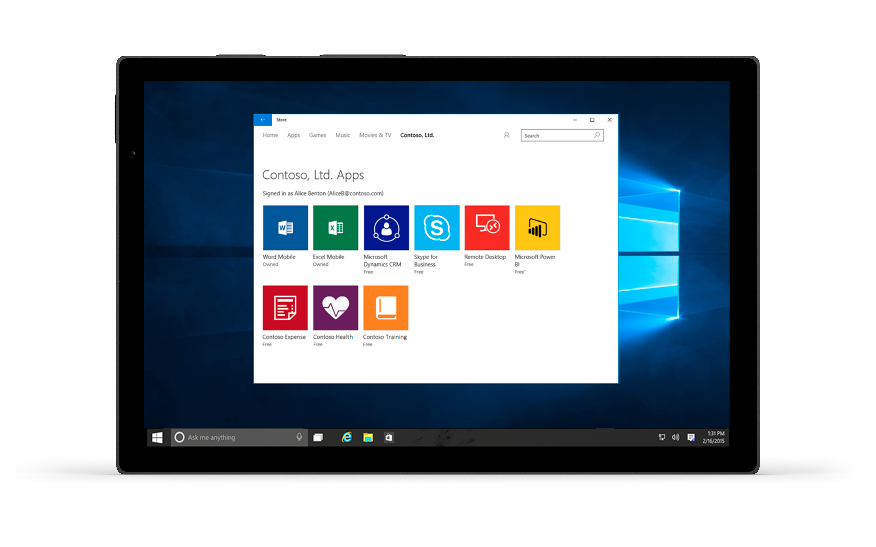 Store
Home Apps Games Music Movies & TV Contoso, Ltd. Search
Contoso, Ltd. Apps
Signed in as Alice Benton (AliceB@contoso.com)
Word Mobile
Owned
Excel Mobile
Owned
Microsoft
Dynamics CRM
Free
Skype for
Business
Free
Remote Desktop
Free
Microsoft Power
BI
Free*
Contoso Expense
Free
Contoso Health
Free
Contoso Training
Free
Ask me anything
1:31 PM
2/16/2015